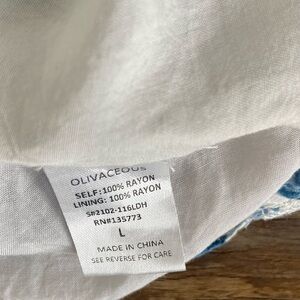 OLIVACEOUS
SELF: 100% RAYON
LINING: 100% RAYON
S#2102-116LDH
RN#135773
L
MADE IN CHINA
SEE REVERSE FOR CARE